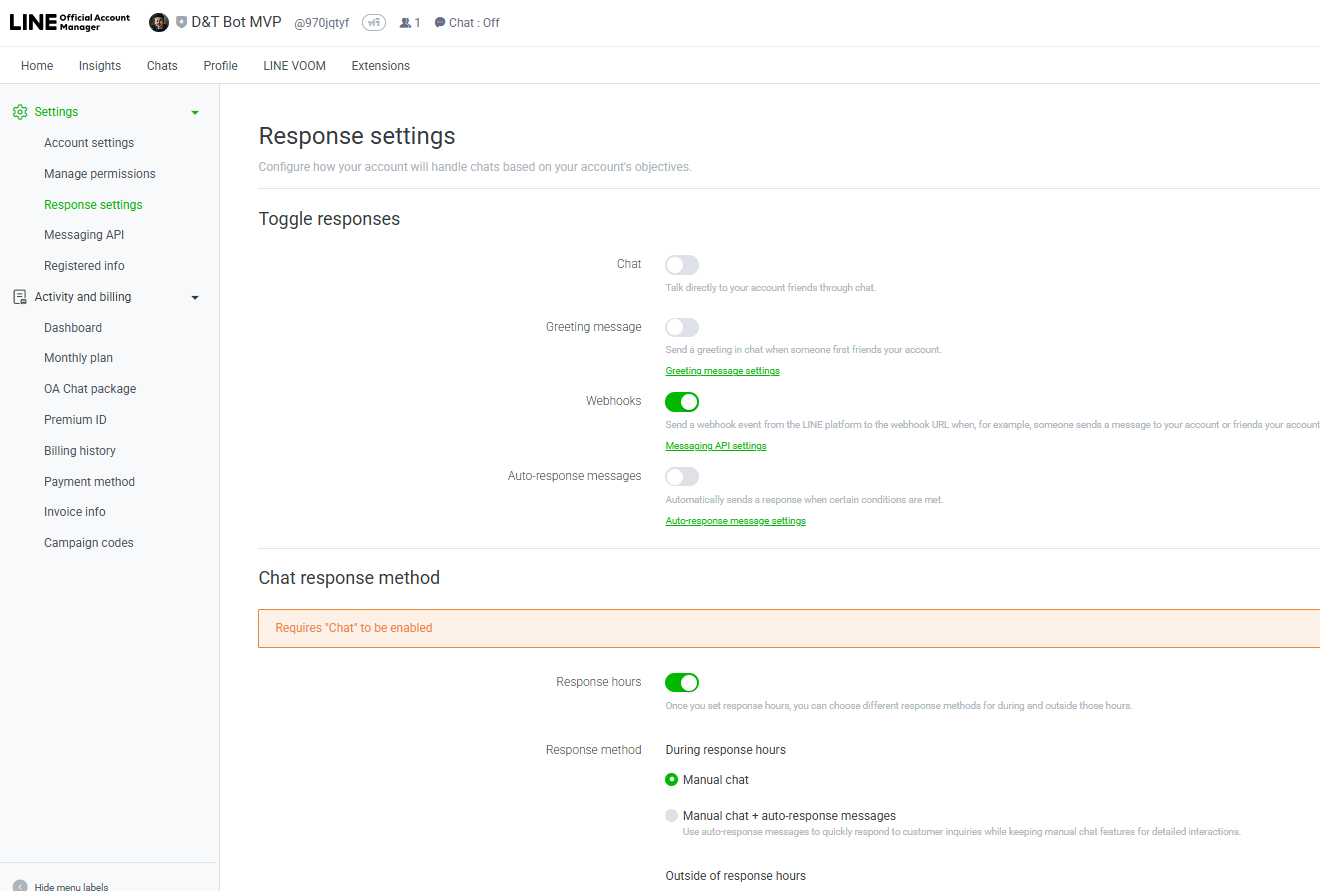 LINE Official Account Manager
D&T Bot MVP @970jqtyf ฟรี 1 Chat : Off
Home Insights Chats Profile LINE VOOM Extensions
Settings
Account settings
Manage permissions
Response settings
Messaging API
Registered info
Activity and billing
Dashboard
Monthly plan
OA Chat package
Premium ID
Billing history
Payment method
Invoice info
Campaign codes
Hide menu labels
Response settings
Configure how your account will handle chats based on your account's objectives.
Toggle responses
Chat
Talk directly to your account friends through chat.
Greeting message
Send a greeting in chat when someone first friends your account.
Greeting message settings
Webhooks
Send a webhook event from the LINE platform to the webhook URL when, for example, someone sends a message to your account or friends your account
Messaging API settings
Auto-response messages
Automatically sends a response when certain conditions are met.
Auto-response message settings
Chat response method
Requires "Chat" to be enabled
Response hours
Once you set response hours, you can choose different response methods for during and outside those hours.
Response method
During response hours
Manual chat
Manual chat + auto-response messages
Use auto-response messages to quickly respond to customer inquiries while keeping manual chat features for detailed interactions.
Outside of response hours